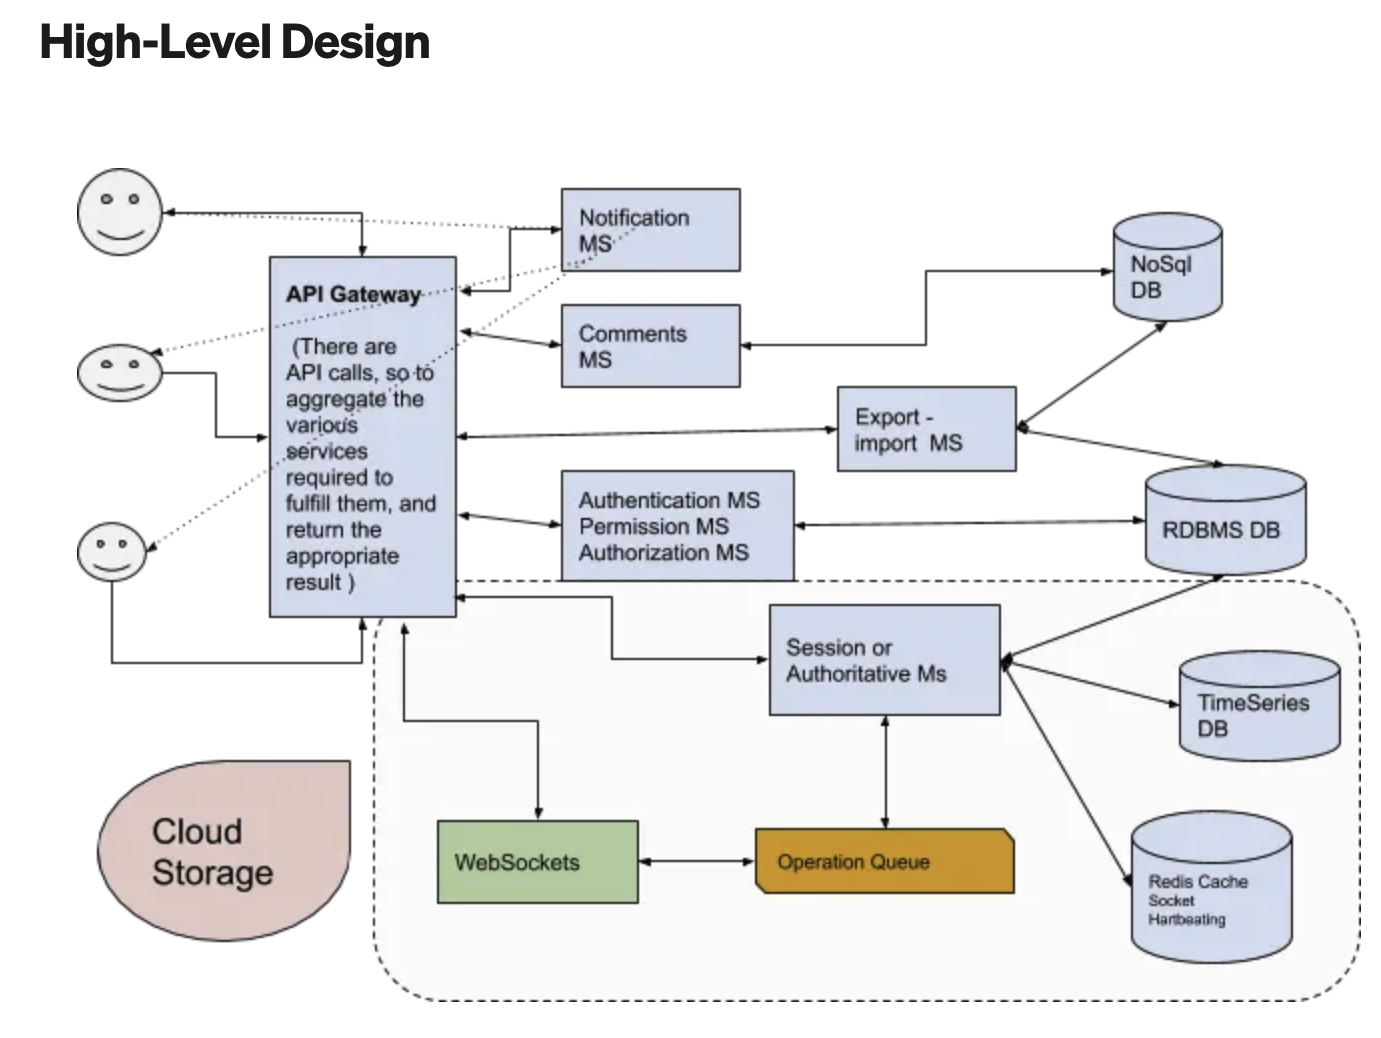 High-Level Design
Notification
MS
API Gateway
(There are
API calls, so to
aggregate the
various
services
required to
fulfill them, and
return the
appropriate
result )
Comments
MS
NoSql
DB
Export -
import MS
Authentication MS
Permission MS
Authorization MS
RDBMS DB
Session or
Authoritative Ms
TimeSeries
DB
Cloud
Storage
WebSockets
Operation Queue
Redis Cache
Socket
Hartbeating